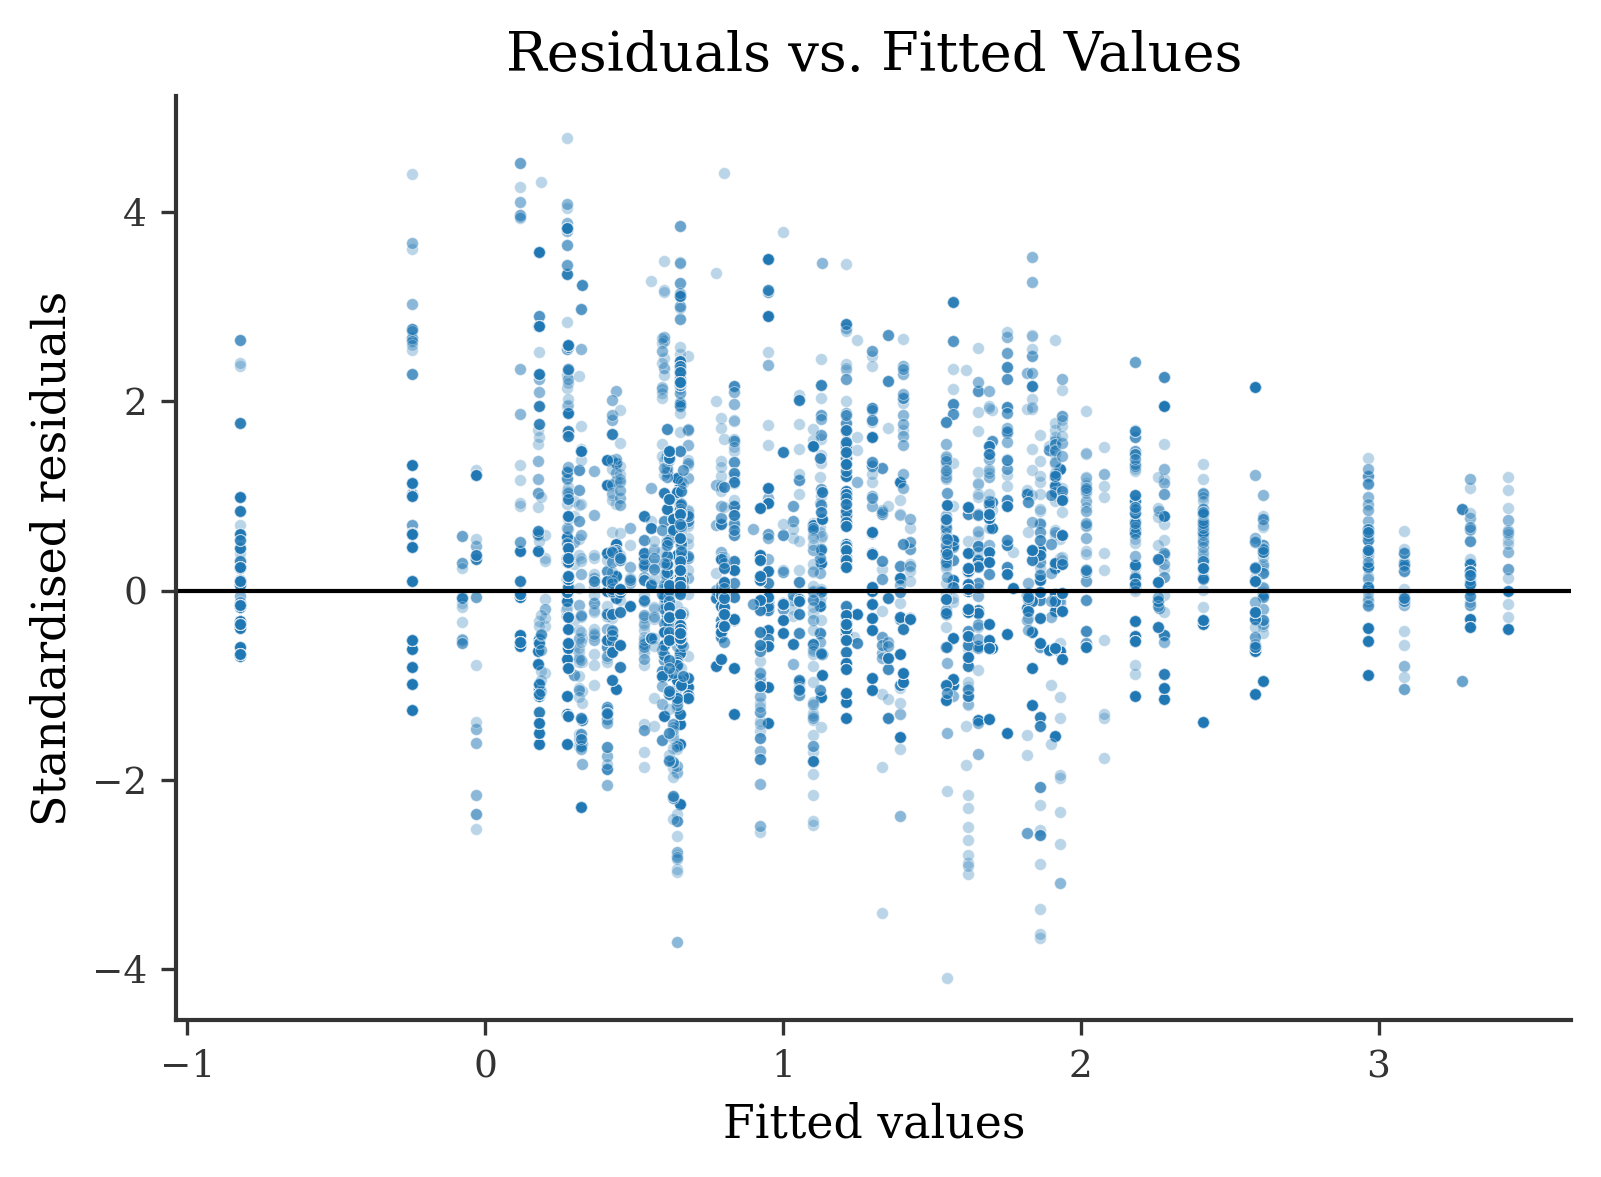 Residuals vs. Fitted Values
Standardised residuals
4
2
0
−2
−4
−1 0 1 2 3
Fitted values